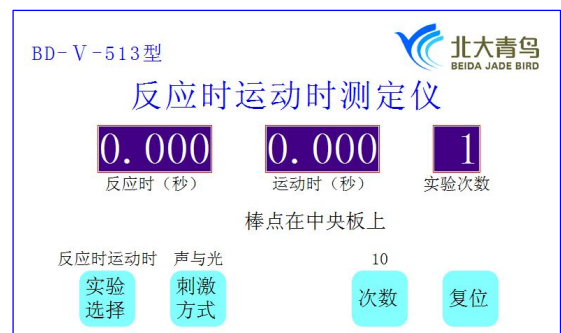 BD-Ⅴ-513型
北大青鸟
BEIDA JADE BIRD
反应时运动时测定仪
0.000 0.000 1
反应时（秒） 运动时（秒） 实验次数
棒点在中央板上
反应时运动时 声与光 10
实验选择 刺激方式 次数 复位